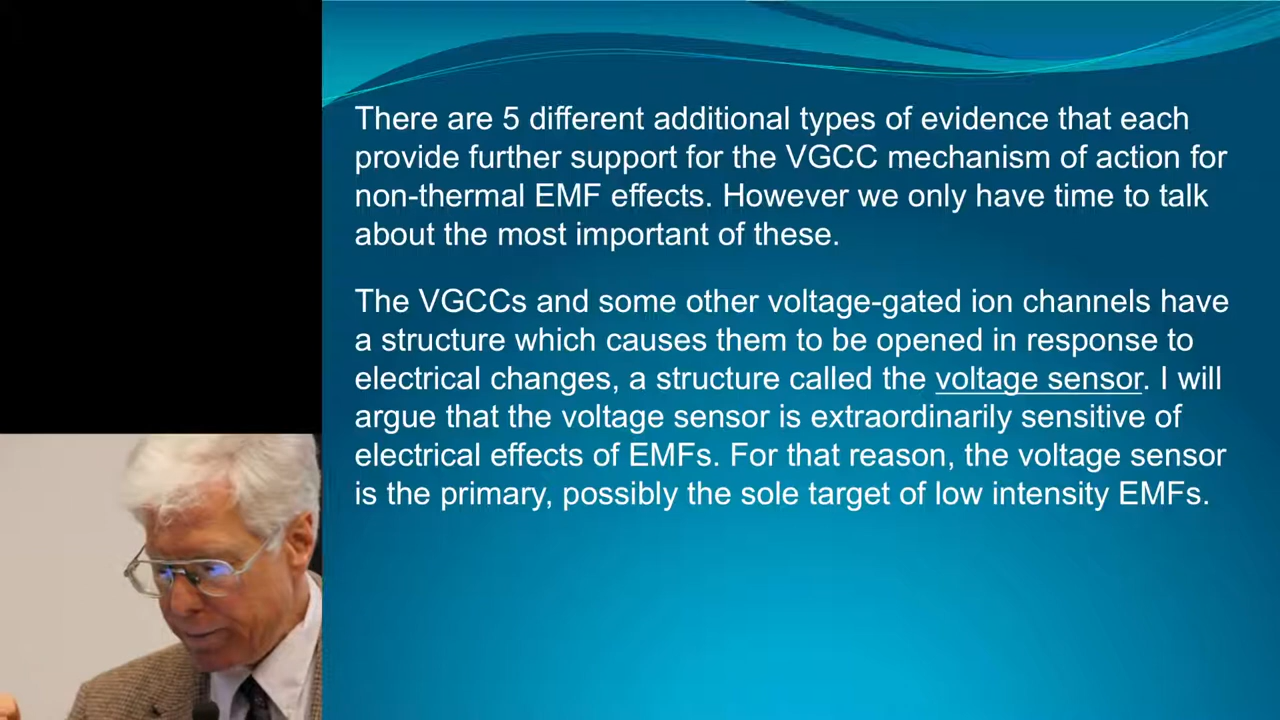 There are 5 different additional types of evidence that each
provide further support for the VGCC mechanism of action for
non-thermal EMF effects. However we only have time to talk
about the most important of these.
The VGCCs and some other voltage-gated ion channels have
a structure which causes them to be opened in response to
electrical changes, a structure called the voltage sensor. I will
argue that the voltage sensor is extraordinarily sensitive of
electrical effects of EMFs. For that reason, the voltage sensor
is the primary, possibly the sole target of low intensity EMFs.